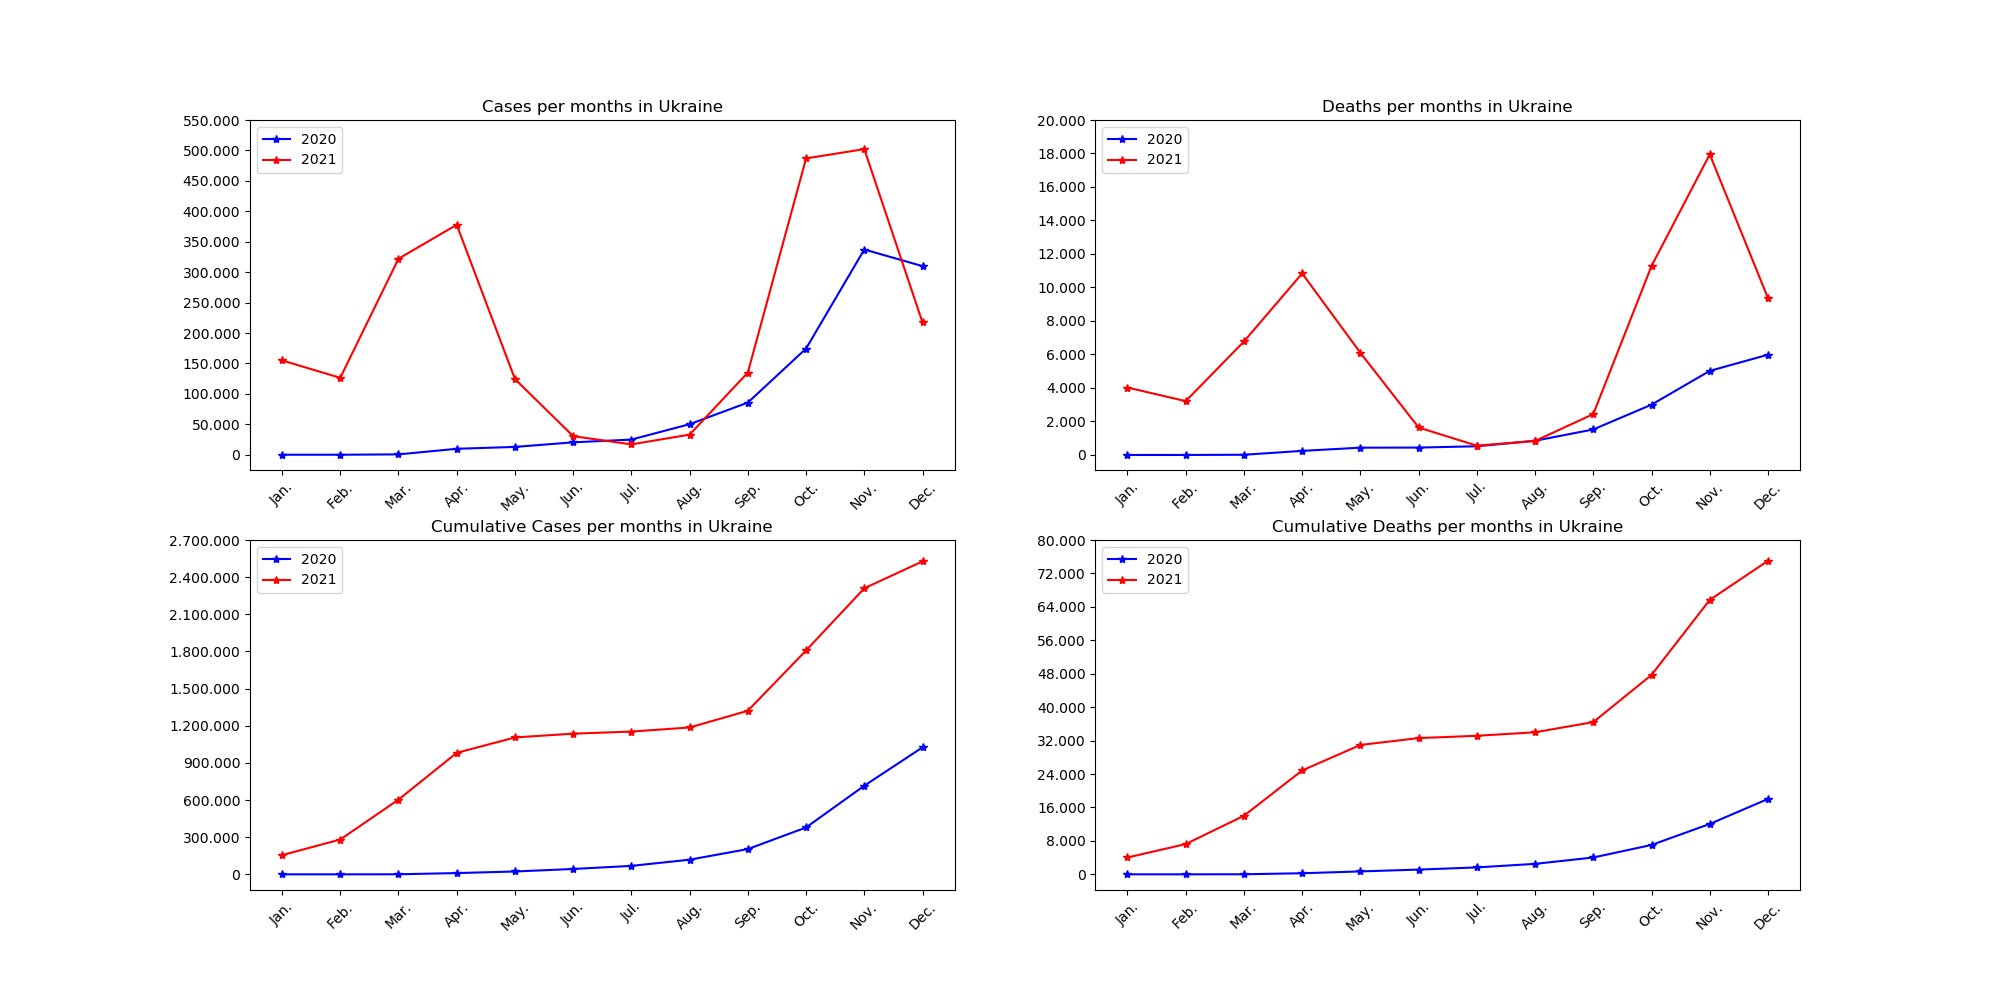 Cases per months in Ukraine
550.000
500.000
450.000
400.000
350.000
300.000
250.000
200.000
150.000
100.000
50.000
0
2020
2021
Jan.
Feb.
Mar.
Apr.
May.
Jun.
Jul.
Aug.
Sep.
Oct.
Nov.
Dec.
Deaths per months in Ukraine
20.000
18.000
16.000
14.000
12.000
10.000
8.000
6.000
4.000
2.000
0
2020
2021
Jan.
Feb.
Mar.
Apr.
May.
Jun.
Jul.
Aug.
Sep.
Oct.
Nov.
Dec.
Cumulative Cases per months in Ukraine
2.700.000
2.400.000
2.100.000
1.800.000
1.500.000
1.200.000
900.000
600.000
300.000
0
2020
2021
Jan.
Feb.
Mar.
Apr.
May.
Jun.
Jul.
Aug.
Sep.
Oct.
Nov.
Dec.
Cumulative Deaths per months in Ukraine
80.000
72.000
64.000
56.000
48.000
40.000
32.000
24.000
16.000
8.000
0
2020
2021
Jan.
Feb.
Mar.
Apr.
May.
Jun.
Jul.
Aug.
Sep.
Oct.
Nov.
Dec.